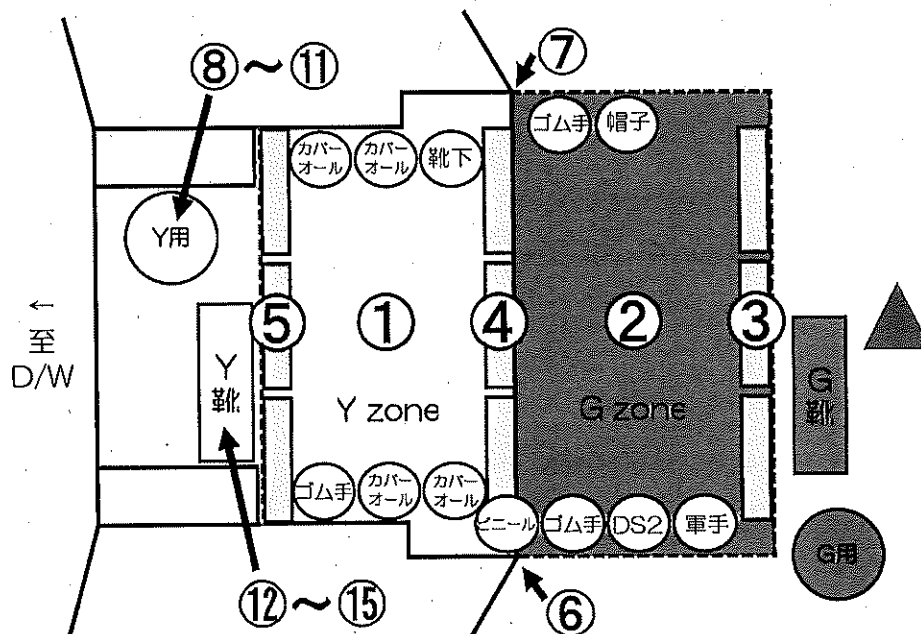 ⑧～⑪
⑦
カバー
オール
カバー
オール
靴下
ゴム手
帽子
Y用
←
至
D/W
⑤
①
④
②
③
Y
靴
Y zone
G zone
G
靴
ゴム手
カバー
オール
カバー
オール
ビニール
ゴム手
DS2
軍手
G用
⑫～⑮
⑥